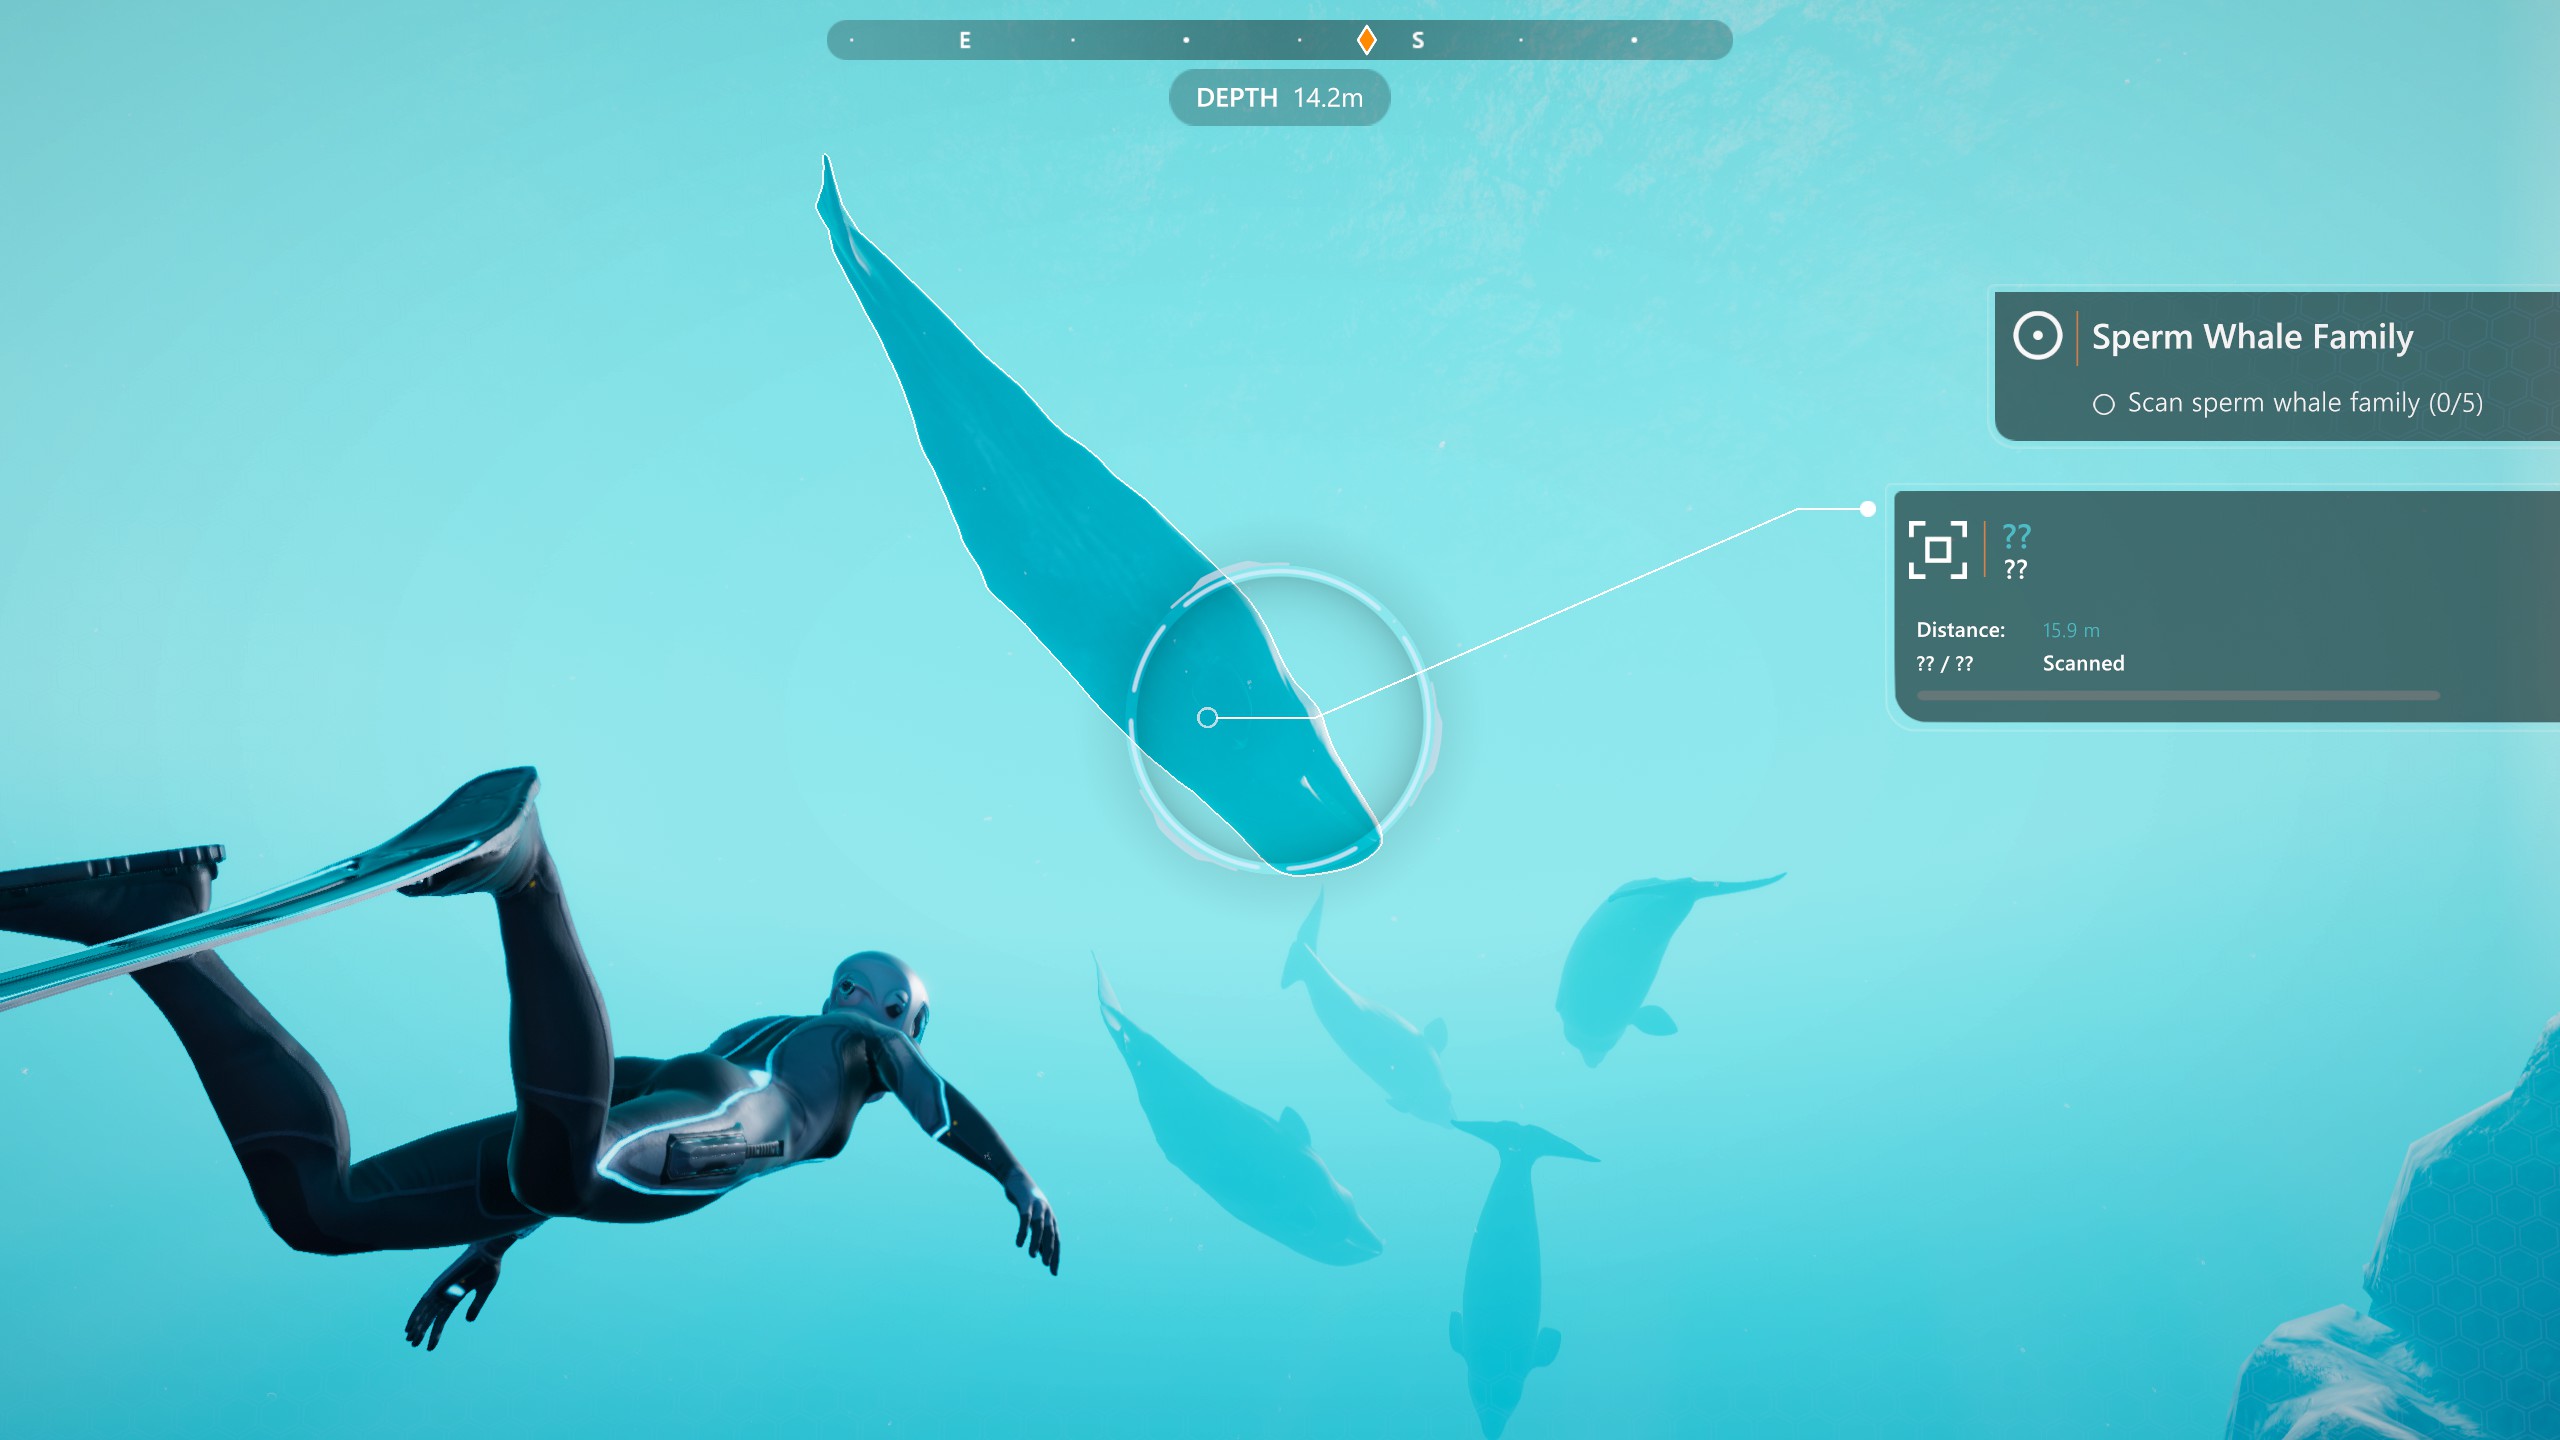 E S
DEPTH 14.2m
Sperm Whale Family
Scan sperm whale family (0/5)
??
??
Distance: 15.9 m
?? / ?? Scanned